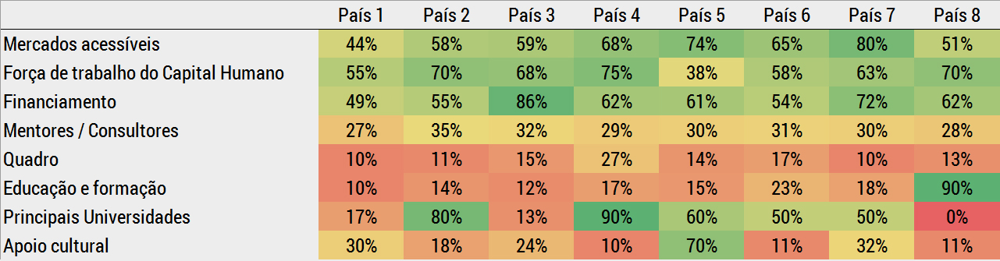 País 1 País 2 País 3 País 4 País 5 País 6 País 7 País 8
Mercados acessíveis 44% 58% 59% 68% 74% 65% 80% 51%
Força de trabalho do Capital Humano 55% 70% 68% 75% 38% 58% 63% 70%
Financiamento 49% 55% 86% 62% 61% 54% 72% 62%
Mentores / Consultores 27% 35% 32% 29% 30% 31% 30% 28%
Quadro 10% 11% 15% 27% 14% 17% 10% 13%
Educação e formação 10% 14% 12% 17% 15% 23% 18% 90%
Principais Universidades 17% 80% 13% 90% 60% 50% 50% 0%
Apoio cultural 30% 18% 24% 10% 70% 11% 32% 11%